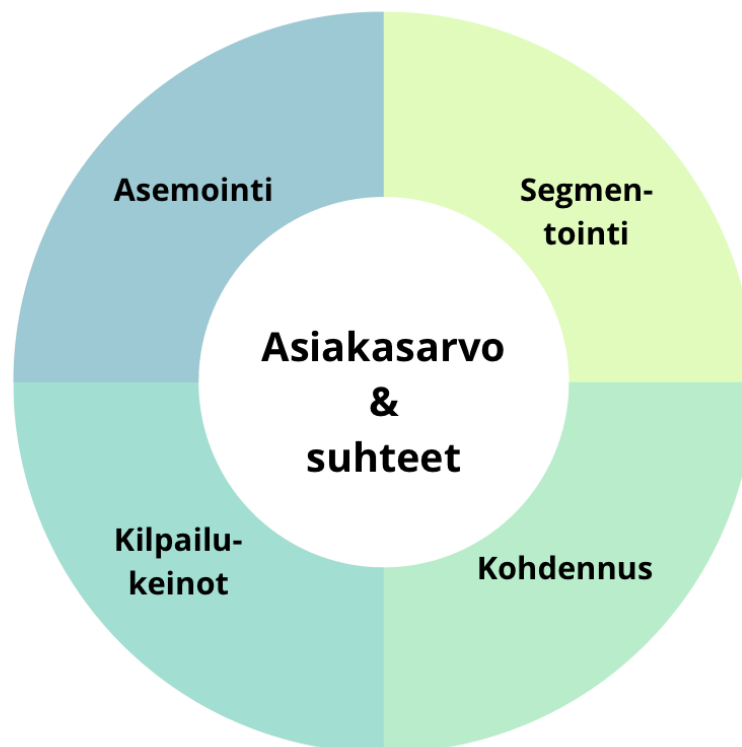 Asemointi
Segmen-
tointi
Asiakasarvo
&
suhteet
Kilpailu-
keinot
Kohdennus